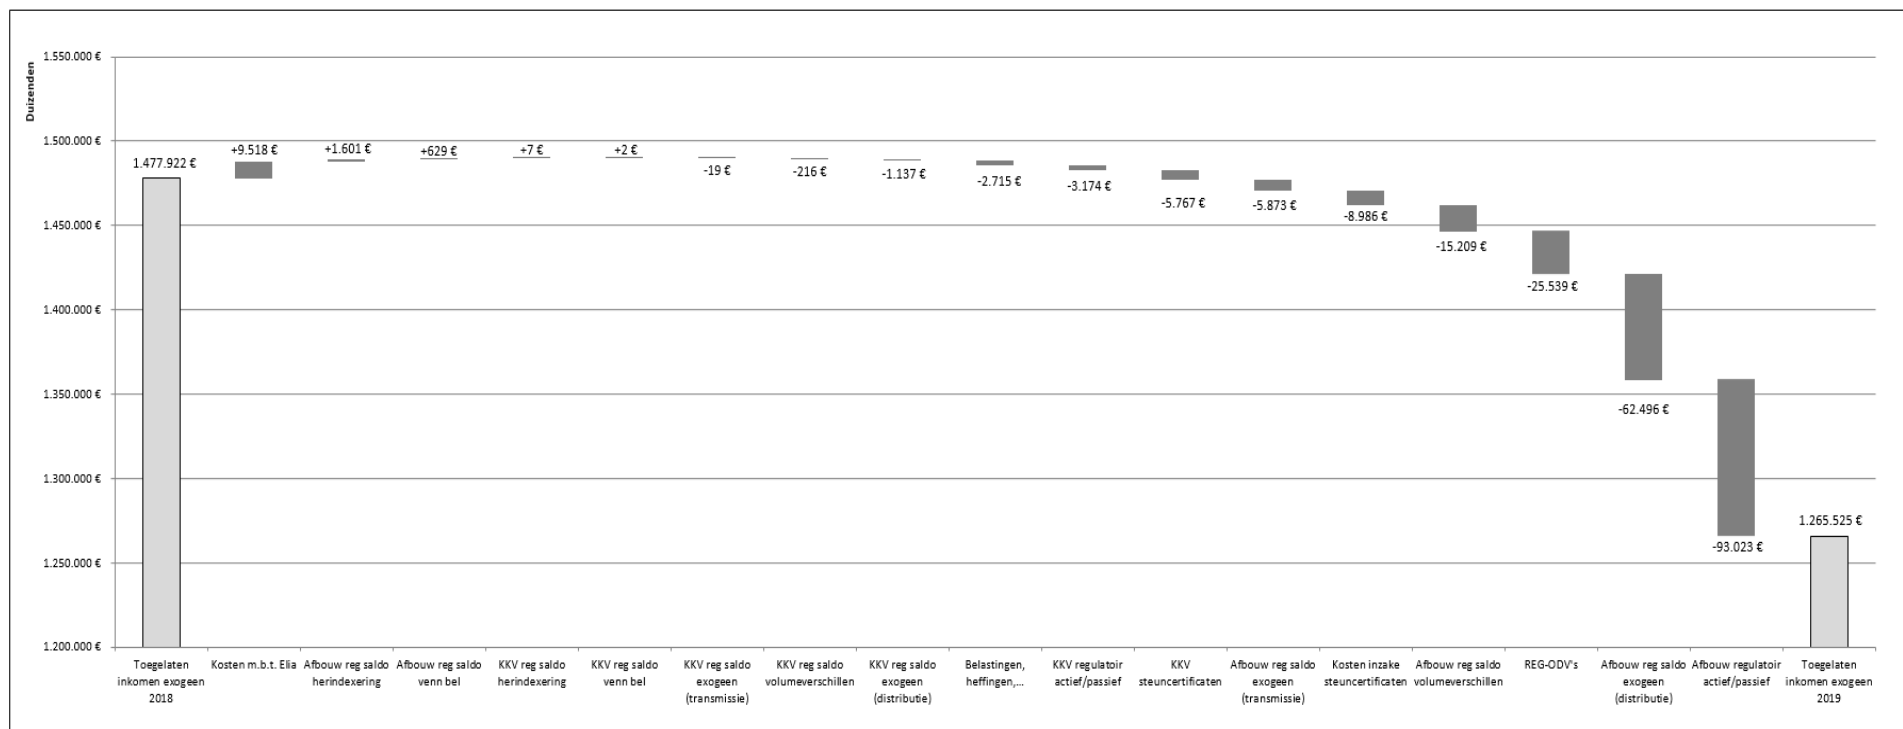 Duizenden
1.550.000 €
1.500.000 €
1.450.000 €
1.400.000 €
1.350.000 €
1.300.000 €
1.250.000 €
1.200.000 €
1.477.922 €
+9.518 €
+1.601 €
+629 €
+7 €
+2 €
-19 €
-216 €
-1.137 €
-2.715 €
-3.174 €
-5.767 €
-5.873 €
-8.986 €
-15.209 €
-25.539 €
-62.496 €
-93.023 €
1.265.525 €
Toegelaten
inkomen exogeen
2018
Kosten m.b.t. Elia
Afbouw reg saldo
herindexering
Afbouw reg saldo
venn bel
KKV reg saldo
herindexering
KKV reg saldo
venn bel
KKV reg saldo
exogeen
(transmissie)
KKV reg saldo
volumeverschillen
KKV reg saldo
exogeen
(distributie)
Belastingen,
heffingen,...
KKV regulatoir
actief/passief
KKV
steuncertificaten
Afbouw reg saldo
exogeen
(transmissie)
Kosten inzake
steuncertificaten
Afbouw reg saldo
volumeverschillen
REG-ODV's
Afbouw reg saldo
exogeen
(distributie)
Afbouw regulatoir
actief/passief
Toegelaten
inkomen exogeen
2019